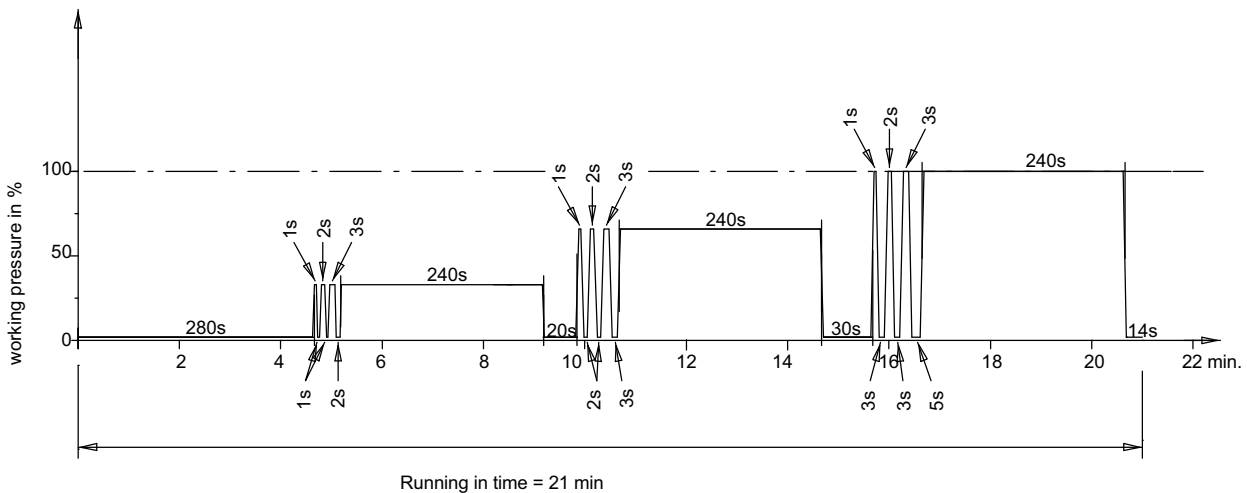 working pressure in %
100
50
0
280s
1s 2s 3s
240s
1s 2s
20s
1s 2s 3s
240s
2s 3s
30s
1s 2s 3s
240s
3s 3s 5s
14s
2 4 6 8 10 12 14 16 18 20 22 min.
Running in time = 21 min